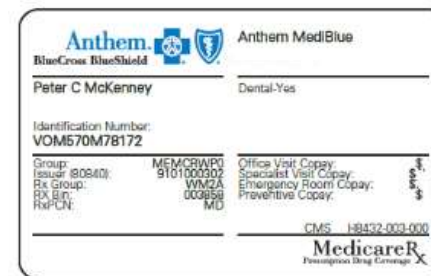 Anthem.
BlueCross BlueShield
Anthem MediBlue
Peter C McKenney
Dental-Yes
Identification Number:
VOM570M78172
Group: MEMCRWP0
Issuer (80840): 9101000302
Rx Group: WM2A
RX Bin: 003858
RxPCN: MD
Office Visit Copay: $
Specialist Visit Copay: $
Emergency Room Copay: $
Preventive Copay: $
CMS H8432-003-000
MedicareRx
Prescription Drug Coverage